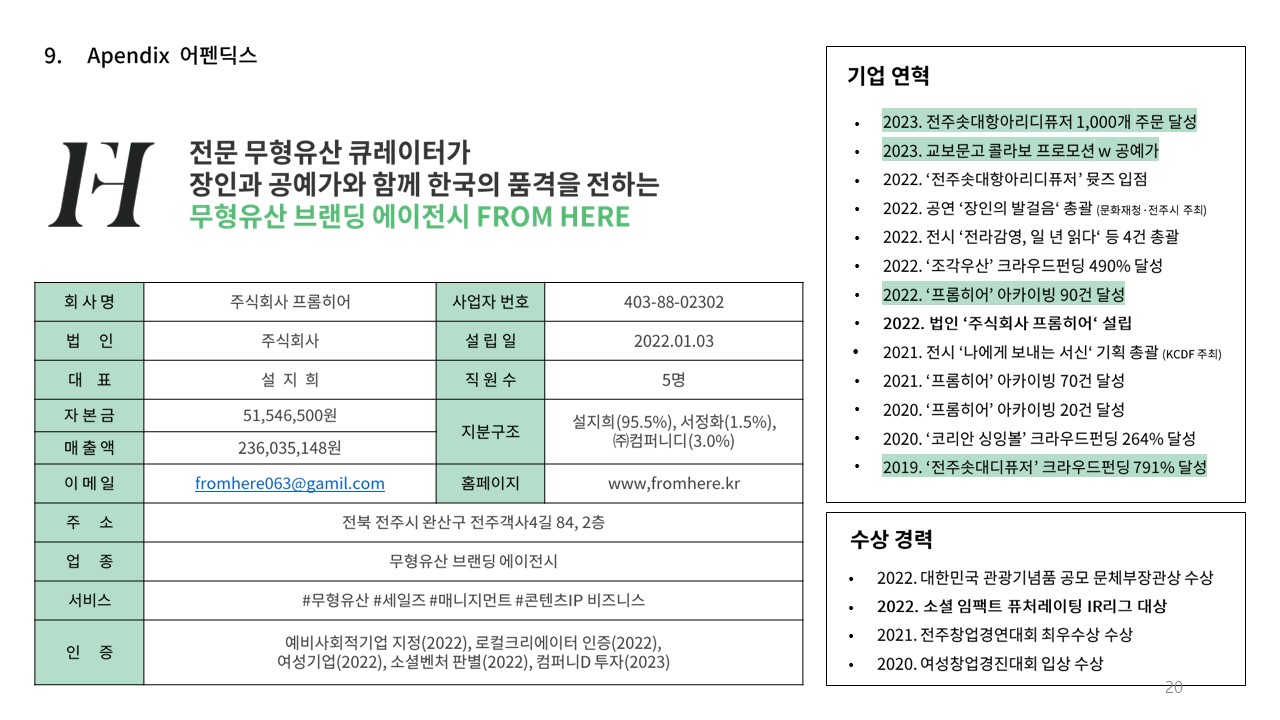 9. Apendix 어펜딕스
전문 무형유산 큐레이터가
장인과 공예가와 함께 한국의 품격을 전하는
무형유산 브랜딩 에이전시 FROM HERE
회 사 명 주식회사 프롬히어 사업자 번호 403-88-02302
법 인 주식회사 설 립 일 2022.01.03
대 표 설 지 희 직 원 수 5명
자 본 금 51,546,500원
매 출 액 236,035,148원
지분구조 설지희(95.5%), 서정화(1.5%),
㈜컴퍼니디(3.0%)
이 메 일 fromhere063@gamil.com 홈페이지 www,fromhere.kr
주 소 전북 전주시 완산구 전주객사4길 84, 2층
업 종 무형유산 브랜딩 에이전시
서비스 #무형유산 #세일즈 #매니지먼트 #콘텐츠IP 비즈니스
인 증 예비사회적기업 지정(2022), 로컬크리에이터 인증(2022),
여성기업(2022), 소셜벤처 판별(2022), 컴퍼니D 투자(2023)
기업 연혁
• 2023. 전주솟대항아리디퓨저 1,000개 주문 달성
• 2023. 교보문고 콜라보 프로모션 w 공예가
• 2022. ‘전주솟대항아리디퓨저’ 뮷즈 입점
• 2022. 공연 ‘장인의 발걸음‘ 총괄 (문화재청·전주시 주최)
• 2022. 전시 ‘전라감영, 일 년 읽다‘ 등 4건 총괄
• 2022. ‘조각우산’ 크라우드펀딩 490% 달성
• 2022. ‘프롬히어’ 아카이빙 90건 달성
• 2022. 법인 ‘주식회사 프롬히어‘ 설립
• 2021. 전시 ‘나에게 보내는 서신‘ 기획 총괄 (KCDF 주최)
• 2021. ‘프롬히어’ 아카이빙 70건 달성
• 2020. ‘프롬히어’ 아카이빙 20건 달성
• 2020. ‘코리안 싱잉볼’ 크라우드펀딩 264% 달성
• 2019. ‘전주솟대디퓨저’ 크라우드펀딩 791% 달성
수상 경력
• 2022. 대한민국 관광기념품 공모 문체부장관상 수상
• 2022. 소셜 임팩트 퓨처레이팅 IR리그 대상
• 2021. 전주창업경연대회 최우수상 수상
• 2020. 여성창업경진대회 입상 수상
20